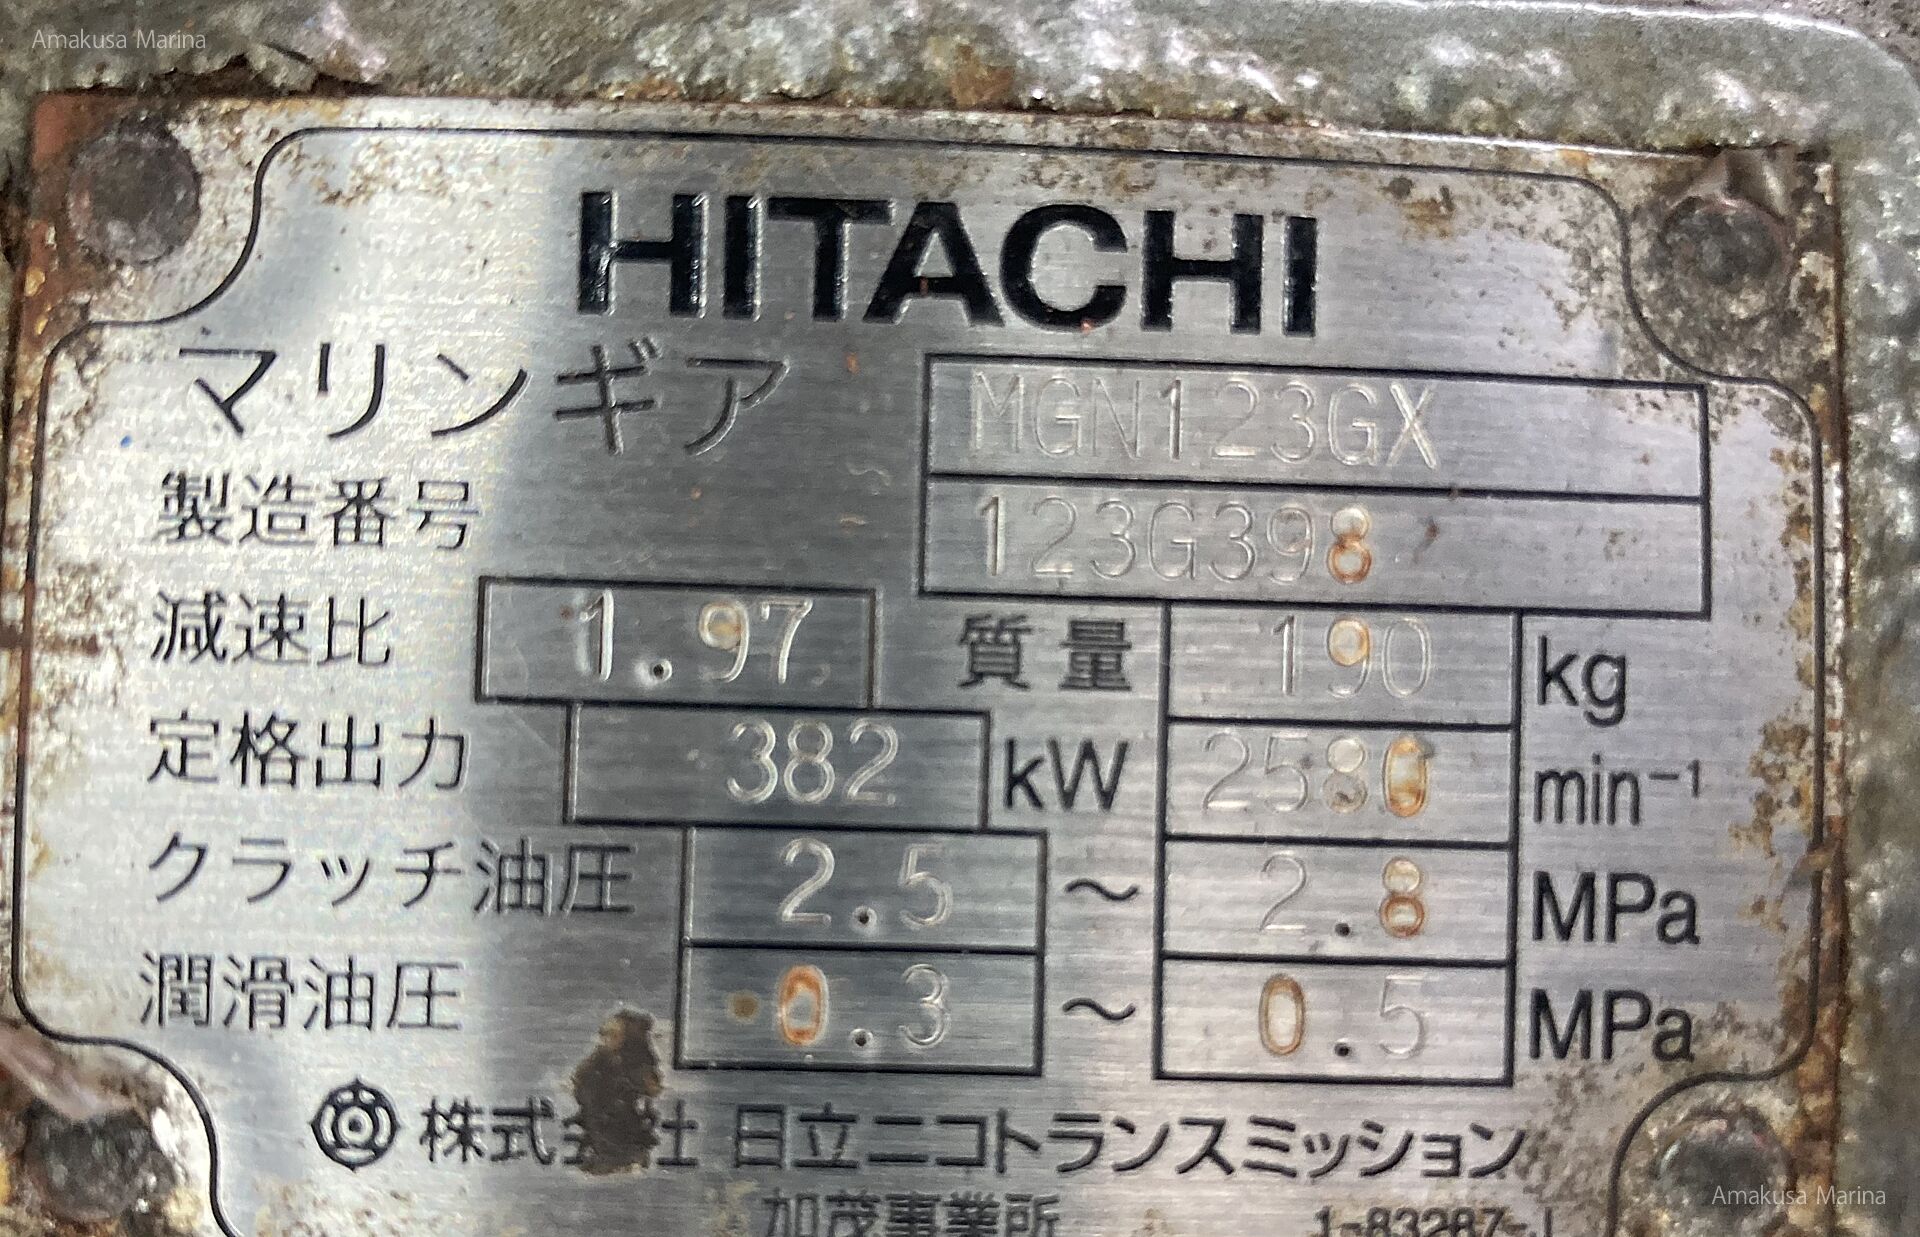 Amakusa Marina
HITACHI
マリンギア MGN123GX
製造番号 123G398
減速比 1.97 質量 190 kg
定格出力 382 kW 2580 min⁻¹
クラッチ油圧 2.5 ～ 2.8 MPa
潤滑油圧 0.3 ～ 0.5 MPa
株式会社 日立ニコトランスミッション
加茂事業所
Amakusa Marina